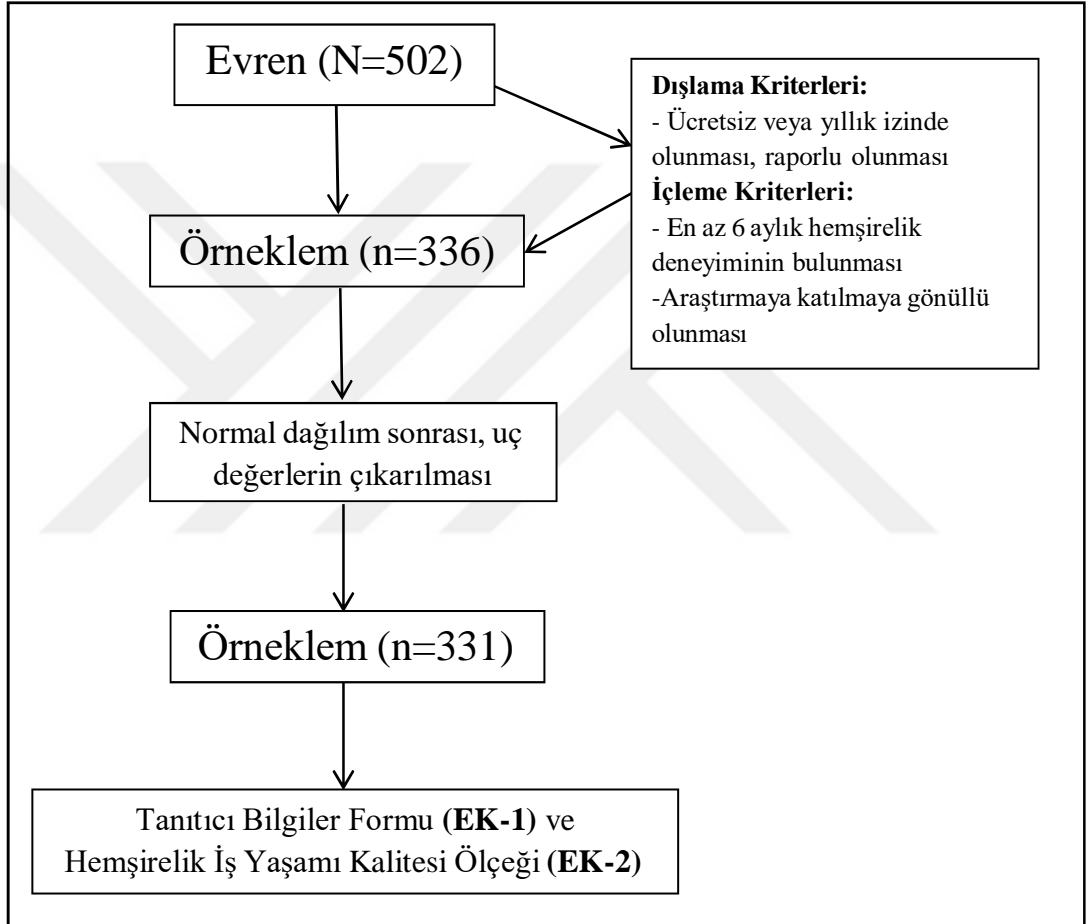 Evren (N=502)
Dışlama Kriterleri:
- Ücretsiz veya yıllık izinde
olunması, raporlu olunması
İçleme Kriterleri:
- En az 6 aylık hemşirelik
deneyiminin bulunması
-Araştırmaya katılmaya gönüllü
olunması
Örneklem (n=336)
Normal dağılım sonrası, uç
değerlerin çıkarılması
Örneklem (n=331)
Tanıtıcı Bilgiler Formu (EK-1) ve
Hemşirelik İş Yaşamı Kalitesi Ölçeği (EK-2)